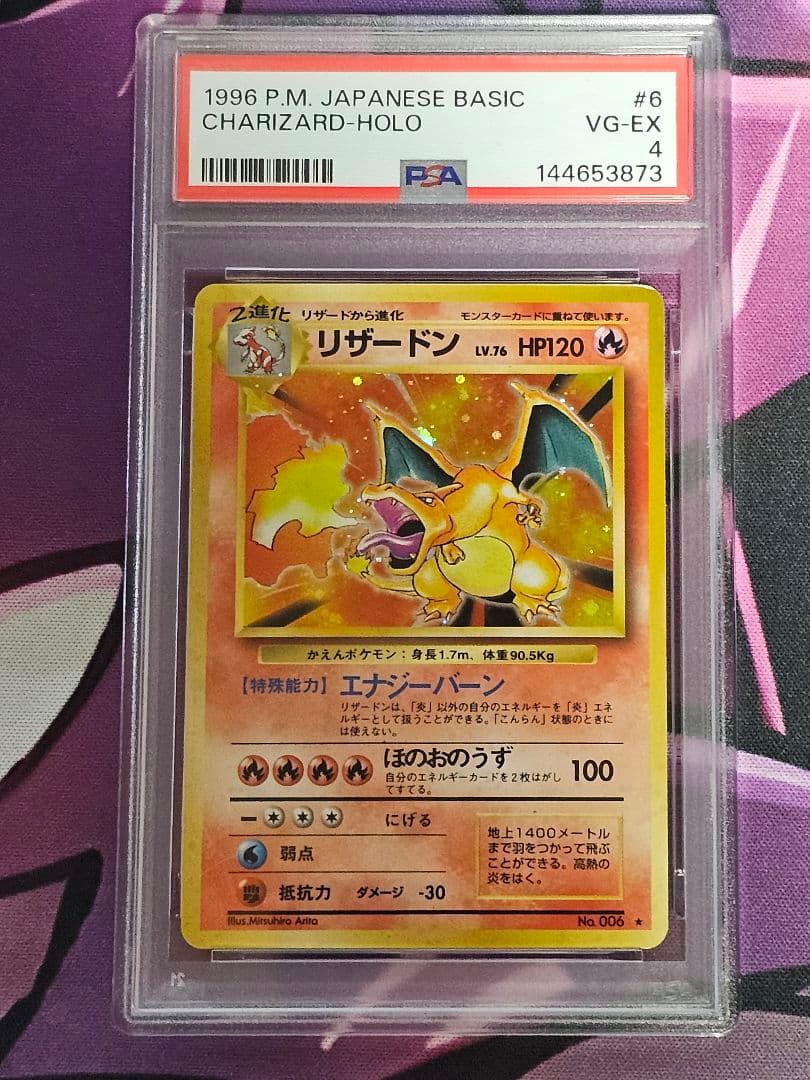 1996 P.M. JAPANESE BASIC #6
CHARIZARD-HOLO VG-EX
4
PSA 144653873
2進化 リザードから進化 モンスターカードに重ねて使います。
リザードン LV.76 HP120
かえんポケモン：身長1.7m、体重90.5Kg
【特殊能力】エナジーバーン
リザードンは、「炎」以外の自分のエネルギーを「炎」エネ
ルギーとして扱うことができる。「こんらん」状態のときに
は使えない。
ほのおのうず 100
自分のエネルギーカードを2枚はがし
てすてる。
ー にげる
弱点
抵抗力 ダメージ -30
地上1400メートル
まで羽をつかって飛ぶ
ことができる。高熱の
炎をはく。
Illus.Mitsuhiro Arita No. 006 ★
21